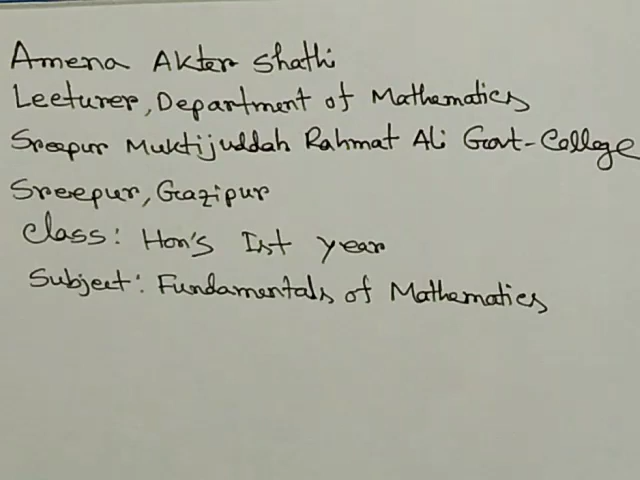 Amena Akter Shathi
Lecturer, Department of Mathematics
Sreepur Muktijuddah Rahmat Ali Govt-College
Sreepur, Gazipur
Class: Hon's Ist year
Subject: Fundamentals of Mathematics